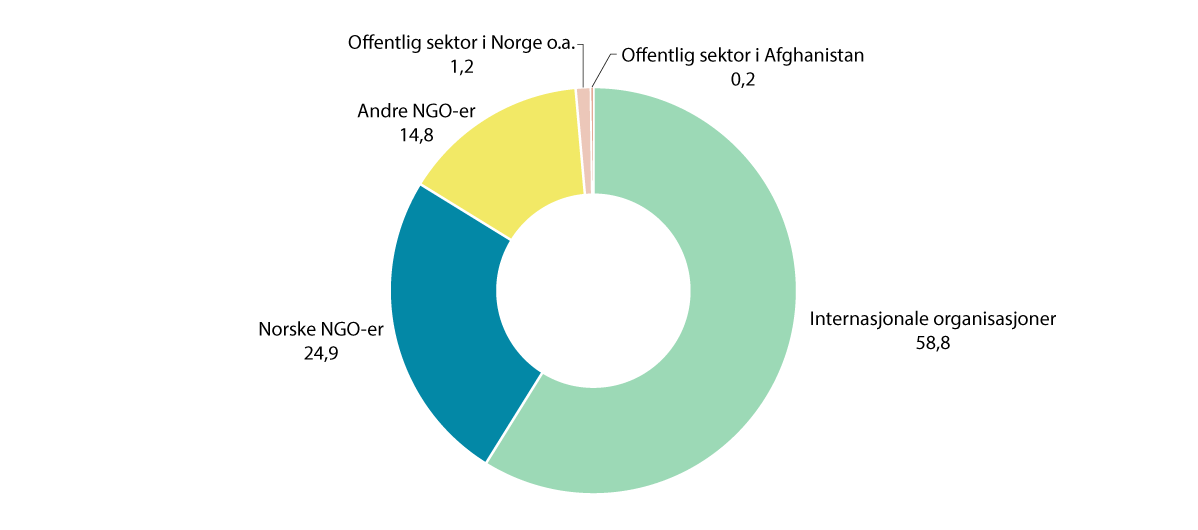 Offentlig sektor i Norge o.a.
1,2
Offentlig sektor i Afghanistan
0,2
Andre NGO-er
14,8
Norske NGO-er
24,9
Internasjonale organisasjoner
58,8